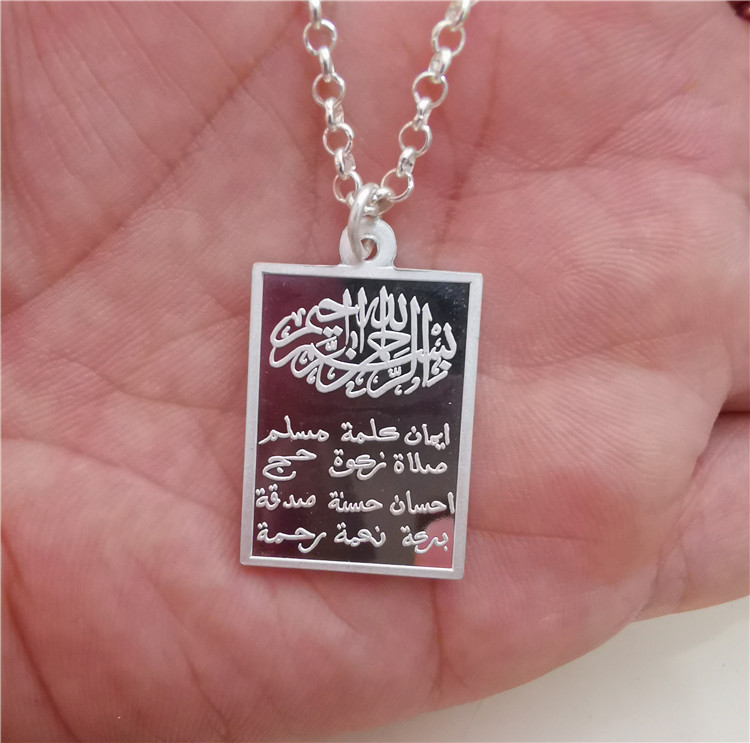 بسم الله الرحمن الرحيم
ايمان كلمة مسلم
صلاة زكوة حج
احسان حسنة صدقة
بركة نعمة رحمة